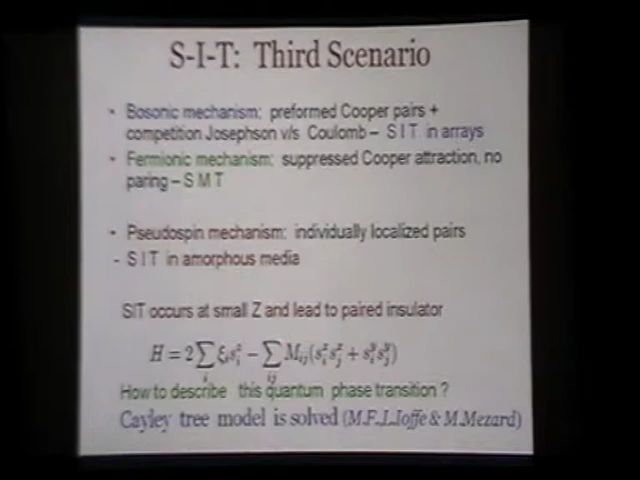 S-I-T: Third Scenario
• Bosonic mechanism: preformed Cooper pairs +
competition Josephson v/s Coulomb – S I T in arrays
• Fermionic mechanism: suppressed Cooper attraction, no
paring – S M T
• Pseudospin mechanism: individually localized pairs
- S I T in amorphous media
SIT occurs at small Z and lead to paired insulator
H = 2∑ᵢ ξᵢsᵢᶻ − ∑ᵢⱼ Mᵢⱼ(sᵢˣsⱼˣ + sᵢʸsⱼʸ)
How to describe this quantum phase transition ?
Cayley tree model is solved (M.F.,L.Ioffe & M.Mezard)